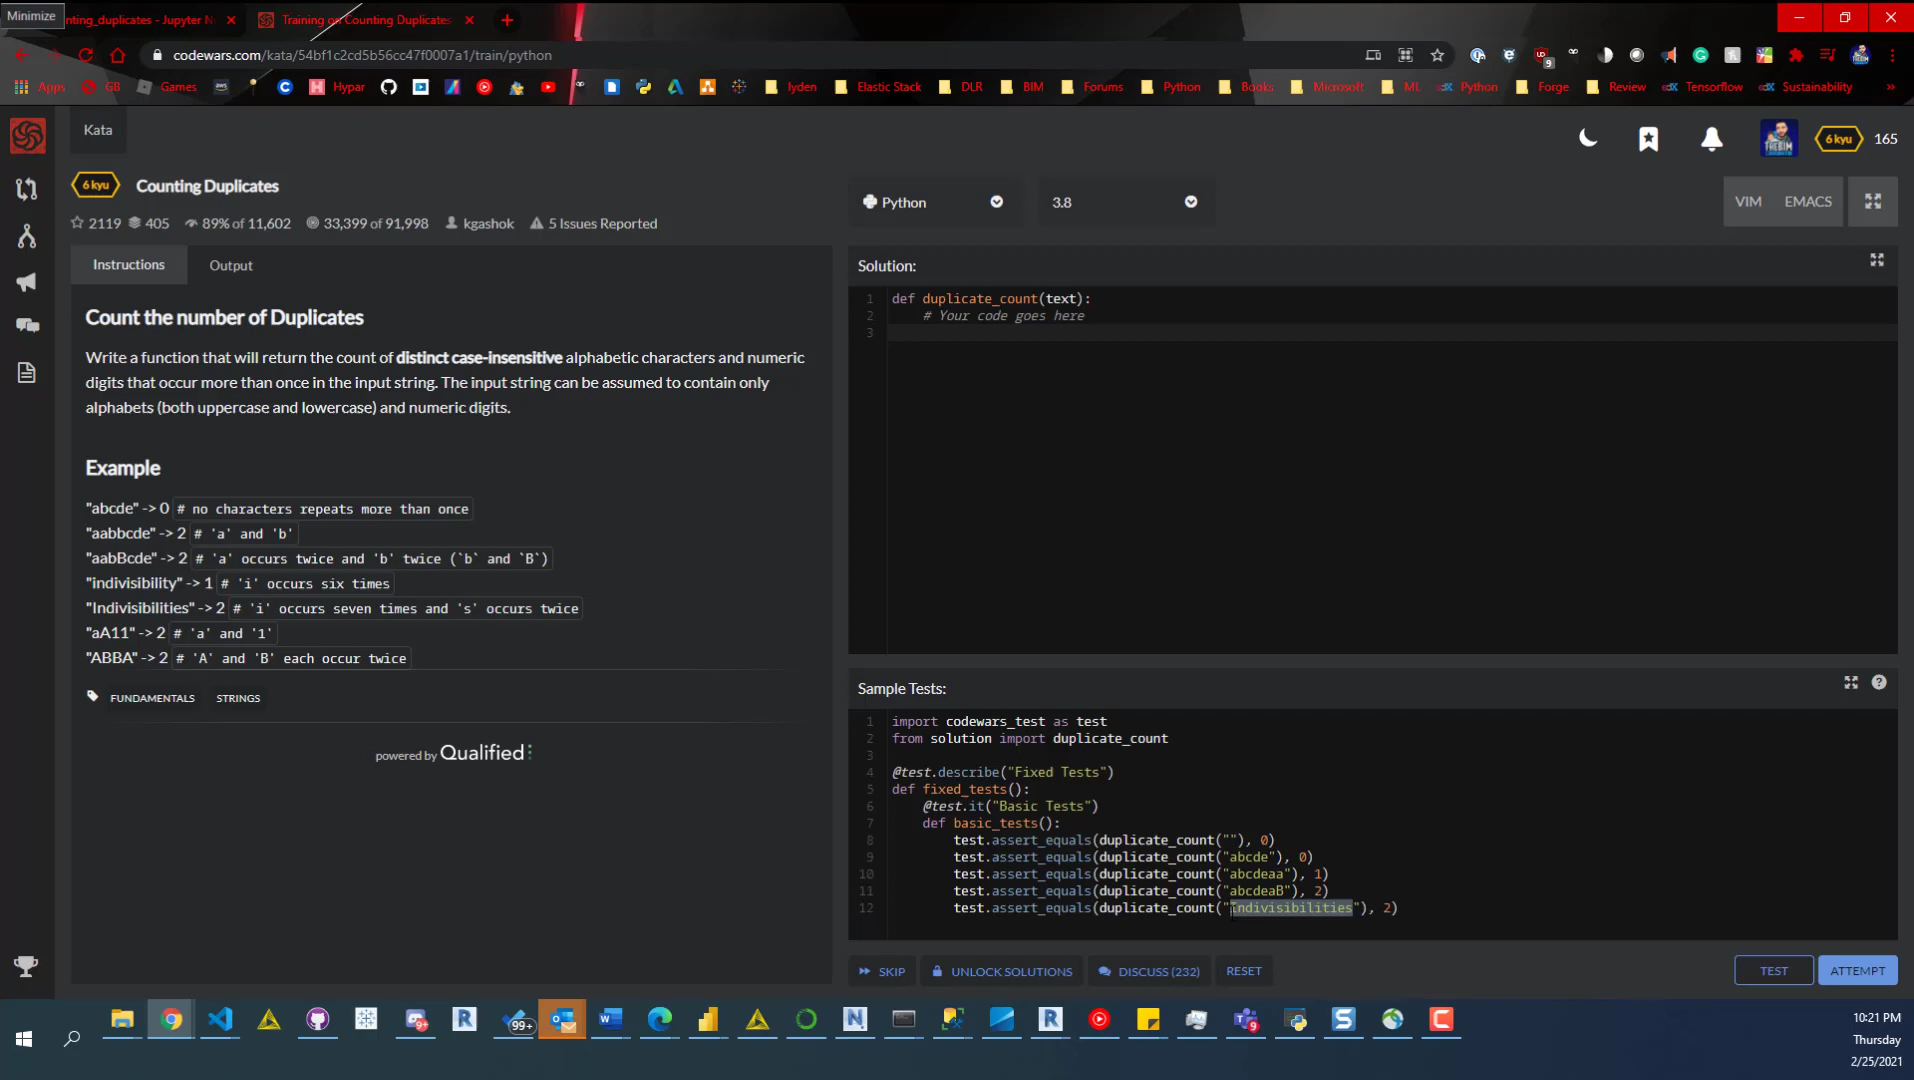 Minimize
nting_duplicates - Jupyter N
Training on Counting Duplicates
codewars.com/kata/54bf1c2cd5b56cc47f0007a1/train/python
9
Apps
GB
Games
Hypar
Iyden
Elastic Stack
DLR
BIM
Forums
Python
Books
Microsoft
ML
Python
Forge
Review
Tensorflow
Sustainability
Kata
6 kyu
165
6 kyu Counting Duplicates
2119 405 89% of 11,602 33,399 of 91,998 kgashok 5 Issues Reported
Python
3.8
VIM
EMACS
Instructions
Output
Count the number of Duplicates
Write a function that will return the count of distinct case-insensitive alphabetic characters and numeric
digits that occur more than once in the input string. The input string can be assumed to contain only
alphabets (both uppercase and lowercase) and numeric digits.
Example
"abcde" -> 0 # no characters repeats more than once
"aabbcde" -> 2 # 'a' and 'b'
"aabBcde" -> 2 # 'a' occurs twice and 'b' twice (`b` and `B`)
"indivisibility" -> 1 # 'i' occurs six times
"Indivisibilities" -> 2 # 'i' occurs seven times and 's' occurs twice
"aA11" -> 2 # 'a' and '1'
"ABBA" -> 2 # 'A' and 'B' each occur twice
FUNDAMENTALS STRINGS
powered by Qualified
Solution:
1 def duplicate_count(text):
2 # Your code goes here
3
Sample Tests:
1 import codewars_test as test
2 from solution import duplicate_count
3
4 @test.describe("Fixed Tests")
5 def fixed_tests():
6 @test.it("Basic Tests")
7 def basic_tests():
8 test.assert_equals(duplicate_count(""), 0)
9 test.assert_equals(duplicate_count("abcde"), 0)
10 test.assert_equals(duplicate_count("abcdeaa"), 1)
11 test.assert_equals(duplicate_count("abcdeaB"), 2)
12 test.assert_equals(duplicate_count("Indivisibilities"), 2)
SKIP
UNLOCK SOLUTIONS
DISCUSS (232)
RESET
TEST
ATTEMPT
99+
10:21 PM
Thursday
2/25/2021